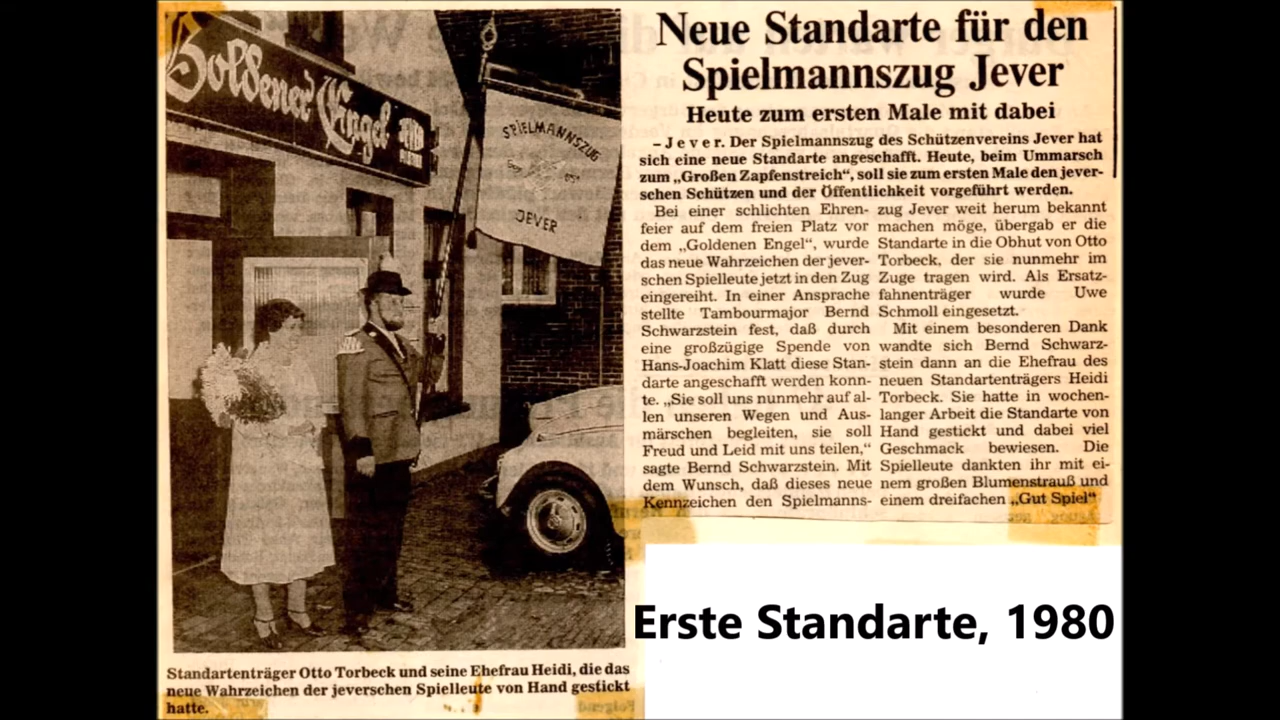 Goldener Engel
SPIELMANNSZUG
JEVER
Neue Standarte für den
Spielmannszug Jever
Heute zum ersten Male mit dabei
– J e v e r. Der Spielmannszug des Schützenvereins Jever hat
sich eine neue Standarte angeschafft. Heute, beim Ummarsch
zum „Großen Zapfenstreich“, soll sie zum ersten Male den jever-
schen Schützen und der Öffentlichkeit vorgeführt werden.
Bei einer schlichten Ehren-
feier auf dem freien Platz vor
dem „Goldenen Engel“, wurde
das neue Wahrzeichen der jever-
schen Spielleute jetzt in den Zug
eingereiht. In einer Ansprache
stellte Tambourmajor Bernd
Schwarzstein fest, daß durch
eine großzügige Spende von
Hans-Joachim Klatt diese Stan-
darte angeschafft werden konn-
te. „Sie soll uns nunmehr auf al-
len unseren Wegen und Aus-
märschen begleiten, sie soll
Freud und Leid mit uns teilen,“
sagte Bernd Schwarzstein. Mit
dem Wunsch, daß dieses neue
Kennzeichen den Spielmanns-
zug Jever weit herum bekannt
machen möge, übergab er die
Standarte in die Obhut von Otto
Torbeck, der sie nunmehr im
Zuge tragen wird. Als Ersatz-
fahnenträger wurde Uwe
Schmoll eingesetzt.
Mit einem besonderen Dank
wandte sich Bernd Schwarz-
stein dann an die Ehefrau des
neuen Standartenträgers Heidi
Torbeck. Sie hatte in wochen-
langer Arbeit die Standarte von
Hand gestickt und dabei viel
Geschmack bewiesen. Die
Spielleute dankten ihr mit ei-
nem großen Blumenstrauß und
einem dreifachen „Gut Spiel“
Erste Standarte, 1980
Standartenträger Otto Torbeck und seine Ehefrau Heidi, die das
neue Wahrzeichen der jeverschen Spielleute von Hand gestickt
hatte.